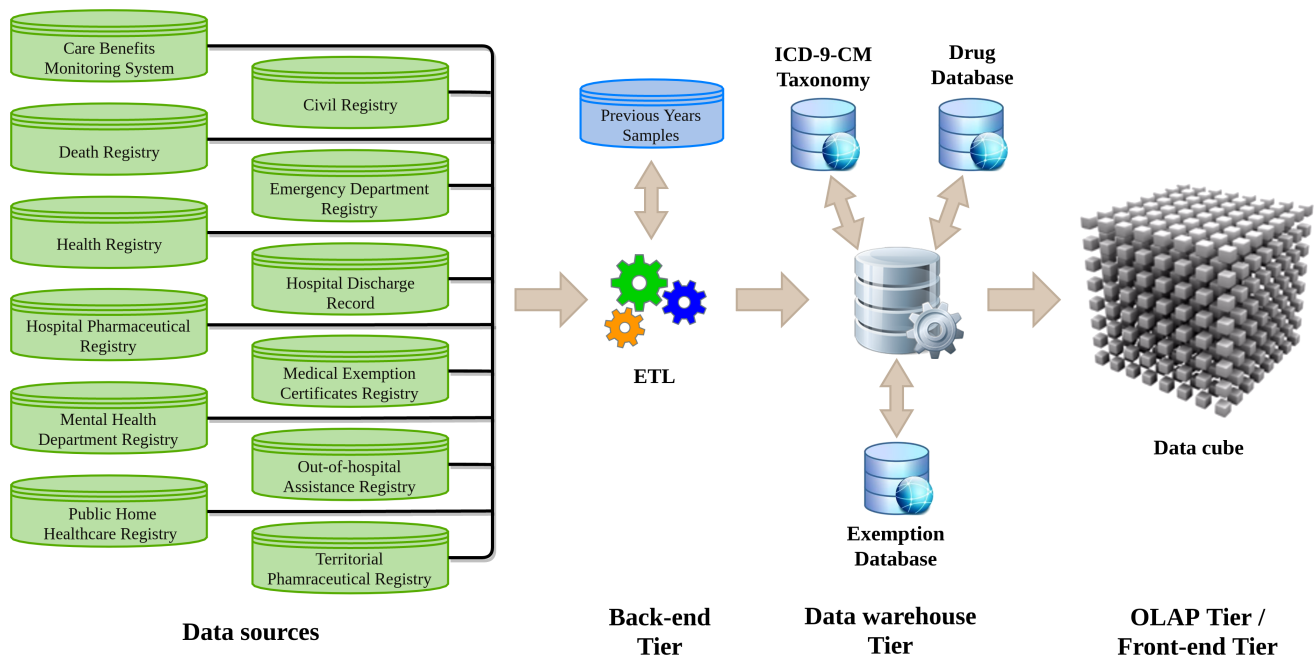 Care Benefits
Monitoring System
Civil Registry
Death Registry
Emergency Department
Registry
Health Registry
Hospital Discharge
Record
Hospital Pharmaceutical
Registry
Medical Exemption
Certificates Registry
Mental Health
Department Registry
Out-of-hospital
Assistance Registry
Public Home
Healthcare Registry
Territorial
Phamraceutical Registry
Data sources
Previous Years
Samples
ETL
Back-end
Tier
ICD-9-CM
Taxonomy
Drug
Database
Exemption
Database
Data warehouse
Tier
Data cube
OLAP Tier /
Front-end Tier